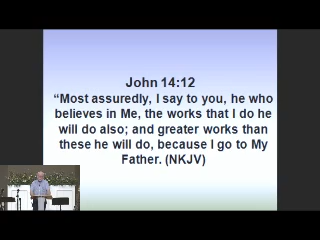 John 14:12
“Most assuredly, I say to you, he who
believes in Me, the works that I do he
will do also; and greater works than
these he will do, because I go to My
Father. (NKJV)